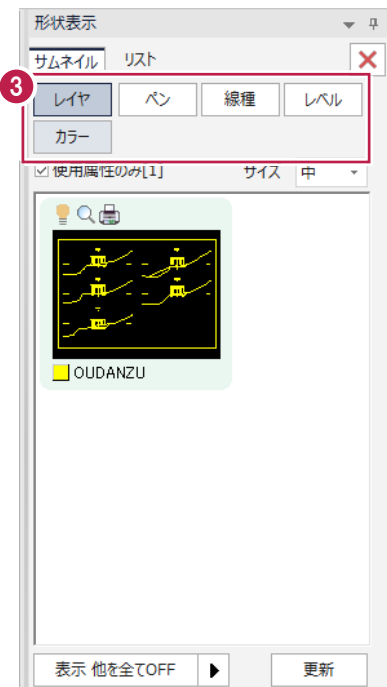 形状表示
サムネイル リスト
3
レイヤ ペン 線種 レベル
カラー
使用属性のみ[1] サイズ 中
OUDANZU
表示 他を全てOFF 更新